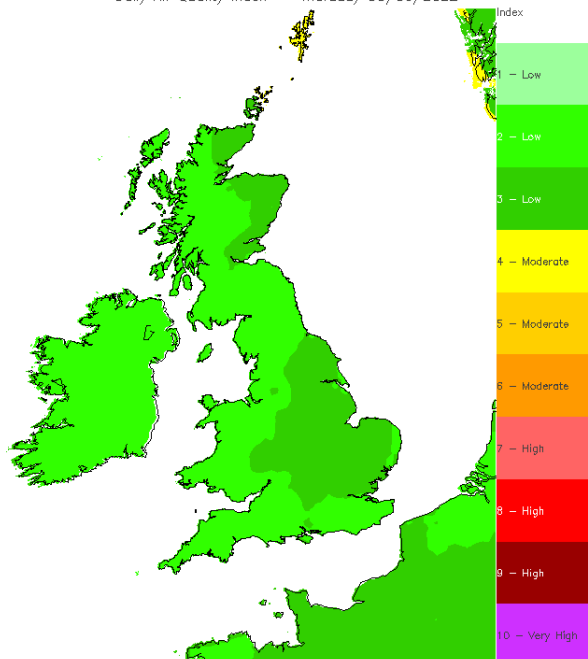 Index
1 - Low
2 - Low
3 - Low
4 - Moderate
5 - Moderate
6 - Moderate
7 - High
8 - High
9 - High
10 - Very High